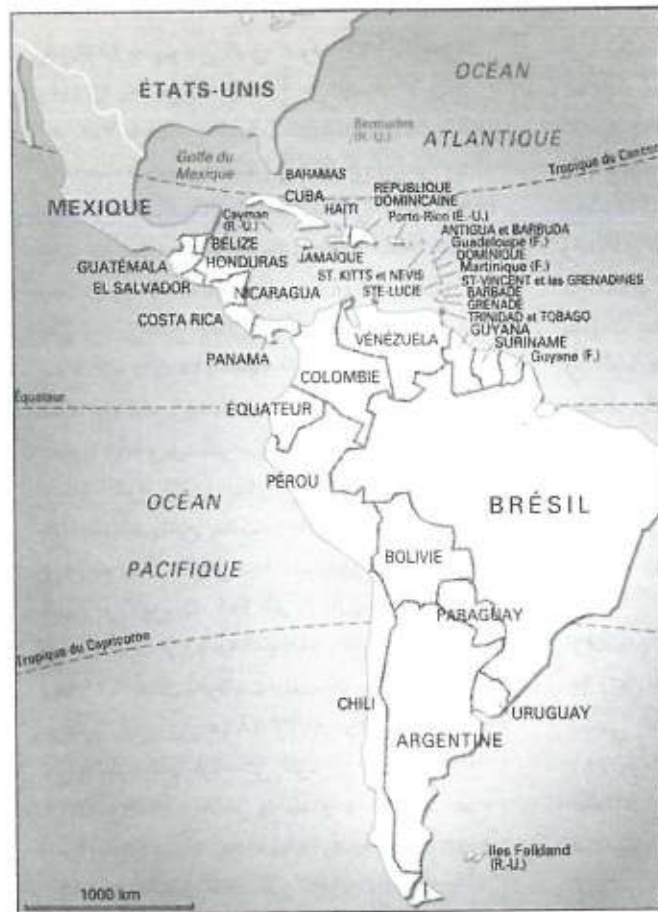 ÉTATS-UNIS
OCÉAN
Bermudes
(R.-U.)
ATLANTIQUE
Golfe du
Mexique
Tropique du Cancer
BAHAMAS
MEXIQUE
CUBA
RÉPUBLIQUE
DOMINICAINE
HAÏTI
Cayman
(R.-U.)
Porto-Rico (É.-U.)
ANTIGUA et BARBUDA
BÉLIZE
Guadeloupe (F.)
JAMAÏQUE
DOMINIQUE
GUATÉMALA
HONDURAS
Martinique (F.)
ST. KITTS et NEVIS
ST-VINCENT et les GRENADINES
EL SALVADOR
NICARAGUA
STE-LUCIE
BARBADE
GRENADE
COSTA RICA
TRINIDAD et TOBAGO
GUYANA
VÉNÉZUELA
SURINAME
PANAMA
Guyane (F.)
COLOMBIE
Équateur
ÉQUATEUR
PÉROU
OCÉAN
BRÉSIL
BOLIVIE
PACIFIQUE
PARAGUAY
Tropique du Capricorne
CHILI
URUGUAY
ARGENTINE
Iles Falkland
(R.-U.)
1000 km